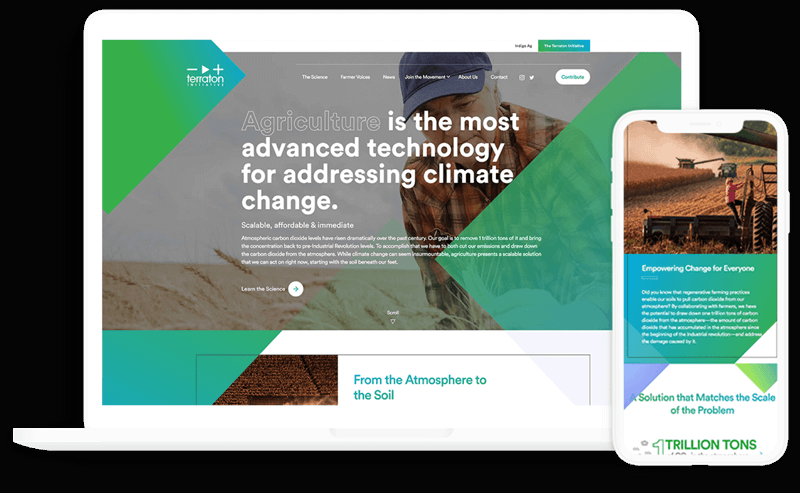 Indigo Ag The Terraton Initiative
terraton
INITIATIVE
The Science Farmer Voices News Join the Movement About Us Contact Contribute
Agriculture is the most
advanced technology
for addressing climate
change.
Scalable, affordable & immediate
Atmospheric carbon dioxide levels have risen dramatically over the past century. Our goal is to remove 1 trillion tons of it and bring
the concentration back to pre-Industrial Revolution levels. To accomplish that we have to both cut our emissions and draw down
the carbon dioxide from the atmosphere. While climate change can seem insurmountable, agriculture presents a scalable solution
that we can act on right now, starting with the soil beneath our feet.
Learn the Science
Scroll
From the Atmosphere to
the Soil
Empowering Change for Everyone
Did you know that regenerative farming practices
enable our soils to pull carbon dioxide from our
atmosphere? By collaborating with farmers, we have
the potential to draw down one trillion tons of carbon
dioxide from the atmosphere—the amount of carbon
dioxide that has accumulated in the atmosphere since
the beginning of the industrial revolution—and address
the damage caused by it.
A Solution that Matches the Scale
of the Problem
1 TRILLION TONS